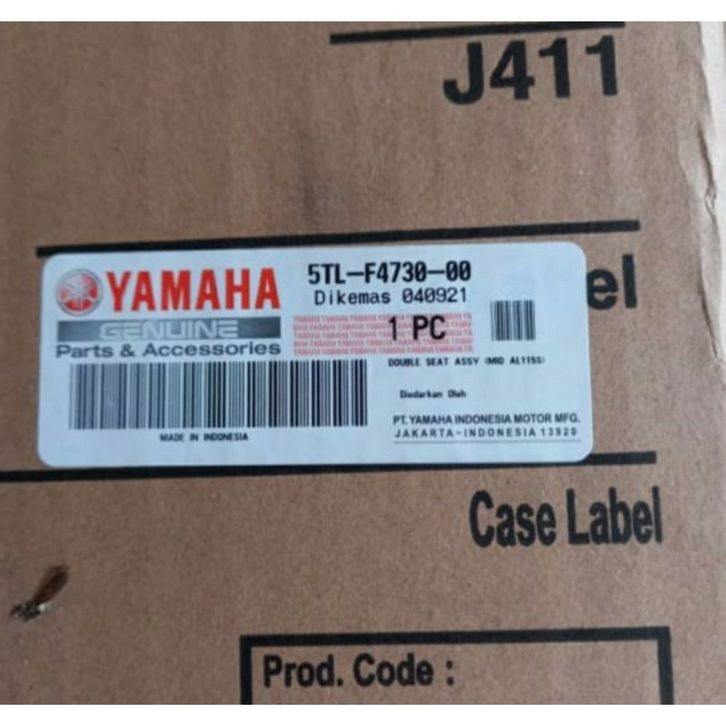 J411
YAMAHA
GENUINE
Parts & Accessories
MADE IN INDONESIA
5TL-F4730-00
Dikemas 040921
1 PC
DOUBLE SEAT ASSY (MIO AL115S)
Diedarkan Oleh
PT. YAMAHA INDONESIA MOTOR MFG.
JAKARTA-INDONESIA 13920
el
Case Label
Prod. Code :